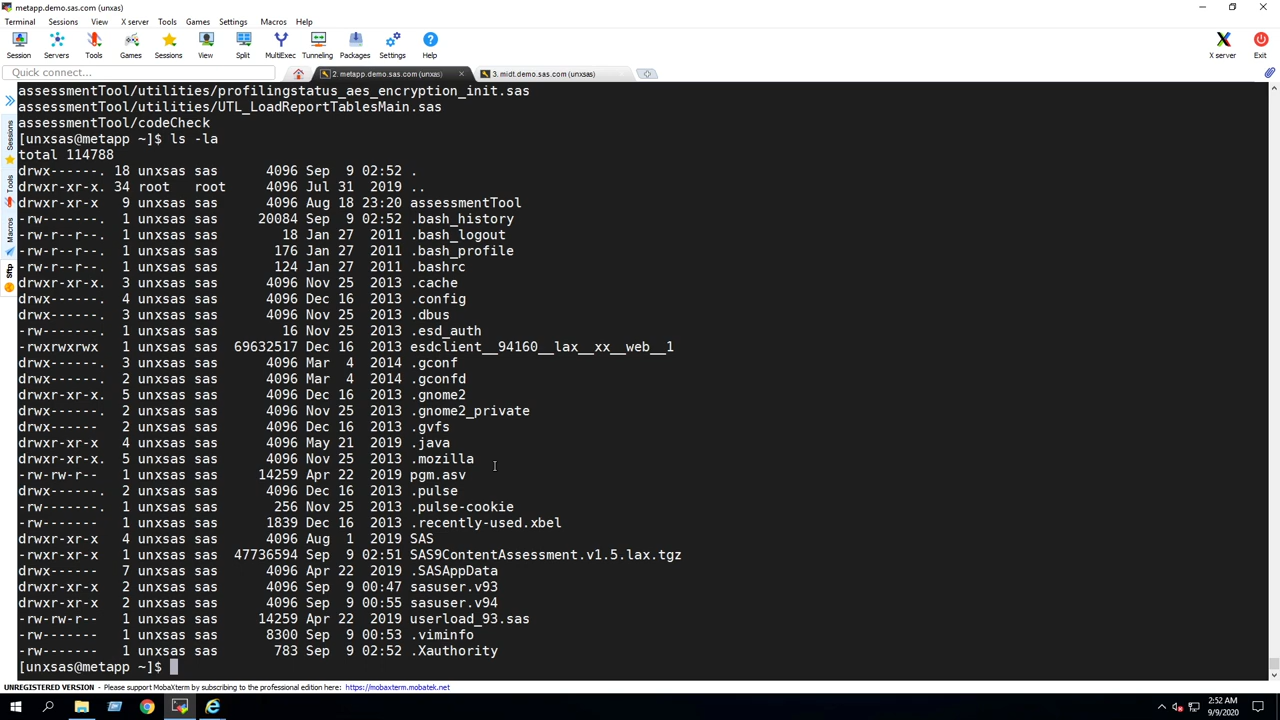 metapp.demo.sas.com (unxsas)
Terminal Sessions View X server Tools Games Settings Macros Help
Session Servers Tools Games Sessions View Split MultiExec Tunneling Packages Settings Help X server Exit
Quick connect... 2. metapp.demo.sas.com (unxsas) 3. midt.demo.sas.com (unxsas)
Sessions
Tools
Macros
Sftp
assessmentTool/utilities/profilingstatus_aes_encryption_init.sas
assessmentTool/utilities/UTL_LoadReportTablesMain.sas
assessmentTool/codeCheck
[unxsas@metapp ~]$ ls -la
total 114788
drwx------. 18 unxsas sas 4096 Sep 9 02:52 .
drwxr-xr-x. 34 root root 4096 Jul 31 2019 ..
drwxr-xr-x 9 unxsas sas 4096 Aug 18 23:20 assessmentTool
-rw-------. 1 unxsas sas 20084 Sep 9 02:52 .bash_history
-rw-r--r--. 1 unxsas sas 18 Jan 27 2011 .bash_logout
-rw-r--r--. 1 unxsas sas 176 Jan 27 2011 .bash_profile
-rw-r--r--. 1 unxsas sas 124 Jan 27 2011 .bashrc
drwxr-xr-x. 3 unxsas sas 4096 Nov 25 2013 .cache
drwxr-xr-x. 4 unxsas sas 4096 Dec 16 2013 .config
drwx------. 3 unxsas sas 4096 Nov 25 2013 .dbus
-rw-------. 1 unxsas sas 16 Nov 25 2013 .esd_auth
-rwxrwxrwx 1 unxsas sas 69632517 Dec 16 2013 esdclient__94160__lax__xx__web__1
drwx------. 3 unxsas sas 4096 Mar 4 2014 .gconf
drwx------. 2 unxsas sas 4096 Mar 4 2014 .gconfd
drwxr-xr-x. 5 unxsas sas 4096 Dec 16 2013 .gnome2
drwx------. 2 unxsas sas 4096 Nov 25 2013 .gnome2_private
drwx------ 2 unxsas sas 4096 Dec 16 2013 .gvfs
drwxr-xr-x 4 unxsas sas 4096 May 21 2019 .java
drwxr-xr-x. 5 unxsas sas 4096 Nov 25 2013 .mozilla
-rw-rw-r-- 1 unxsas sas 14259 Apr 22 2019 pgm.asv
drwx------. 2 unxsas sas 4096 Dec 16 2013 .pulse
-rw-------. 1 unxsas sas 256 Nov 25 2013 .pulse-cookie
-rw------- 1 unxsas sas 1839 Dec 16 2013 .recently-used.xbel
drwxr-xr-x 4 unxsas sas 4096 Aug 1 2019 SAS
-rwxr-xr-x 1 unxsas sas 47736594 Sep 9 02:51 SAS9ContentAssessment.v1.5.lax.tgz
drwx------ 7 unxsas sas 4096 Apr 22 2019 .SASAppData
drwxr-xr-x 2 unxsas sas 4096 Sep 9 00:47 sasuser.v93
drwxr-xr-x 2 unxsas sas 4096 Sep 9 00:55 sasuser.v94
-rw-rw-r-- 1 unxsas sas 14259 Apr 22 2019 userload_93.sas
-rw------- 1 unxsas sas 8300 Sep 9 00:53 .viminfo
-rw------- 1 unxsas sas 783 Sep 9 02:52 .Xauthority
[unxsas@metapp ~]$
UNREGISTERED VERSION - Please support MobaXterm by subscribing to the professional edition here: https://mobaxterm.mobatek.net
2:52 AM
9/9/2020